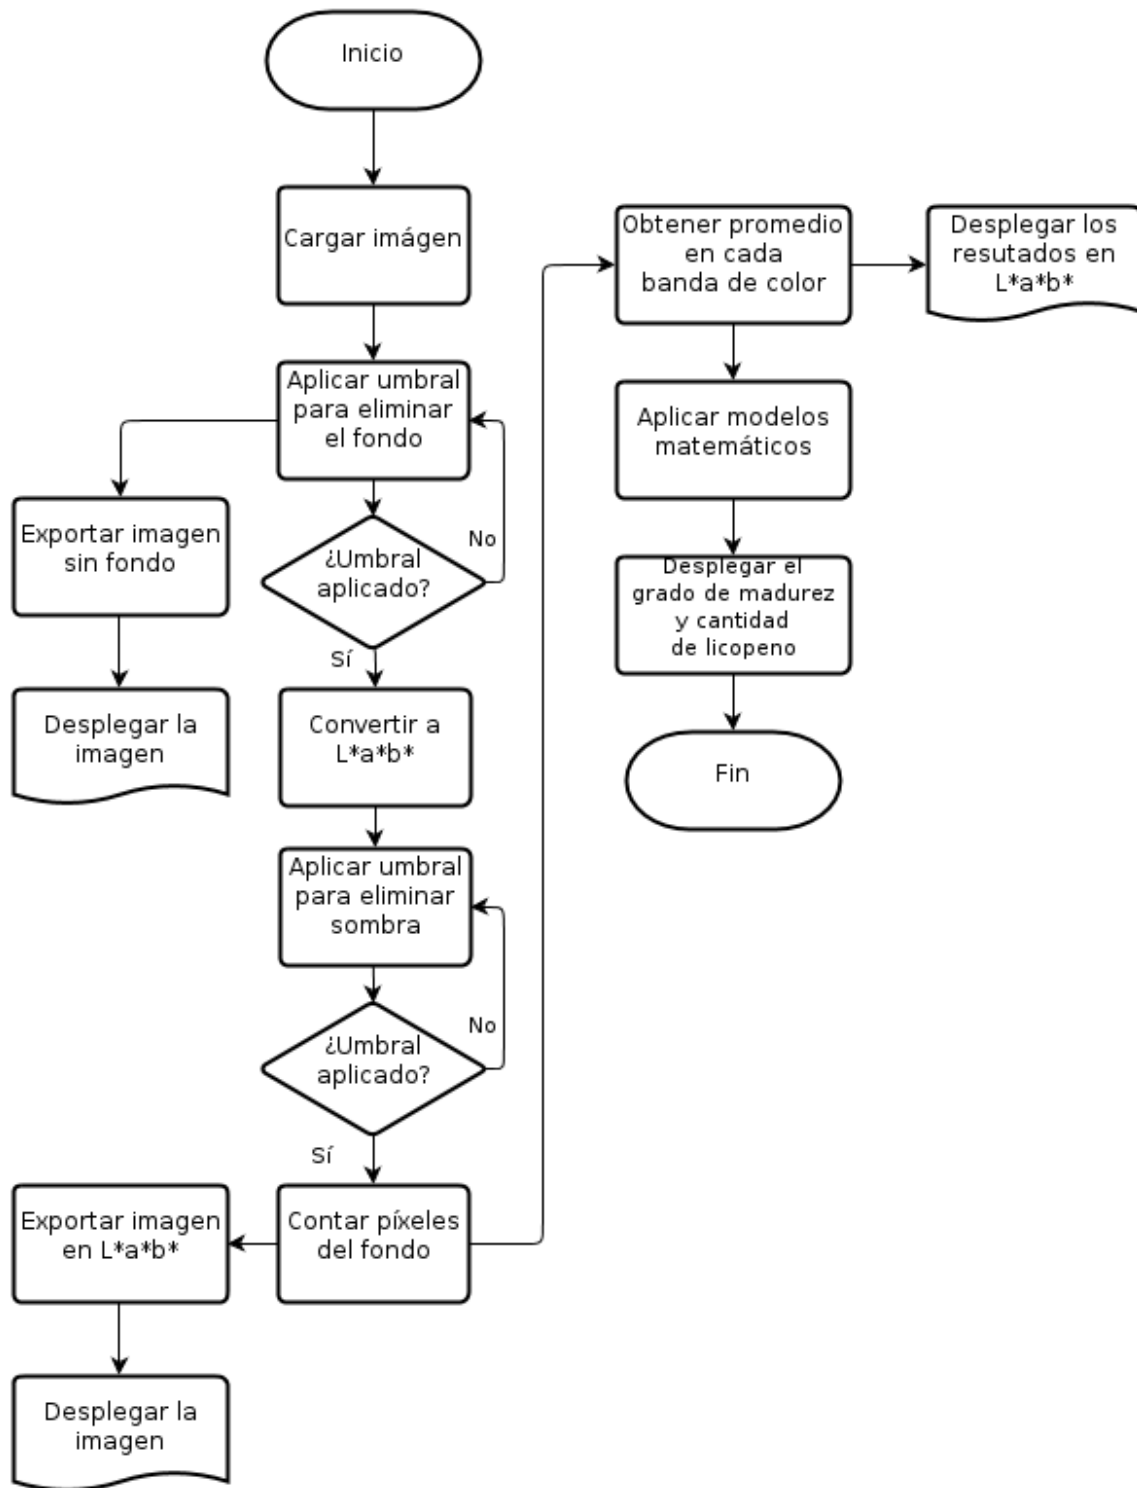 Inicio
Cargar imágen
Aplicar umbral
para eliminar
el fondo
Exportar imagen
sin fondo
Desplegar la
imagen
¿Umbral
aplicado?
No
Sí
Convertir a
L*a*b*
Aplicar umbral
para eliminar
sombra
¿Umbral
aplicado?
No
Sí
Contar píxeles
del fondo
Exportar imagen
en L*a*b*
Desplegar la
imagen
Obtener promedio
en cada
banda de color
Desplegar los
resutados en
L*a*b*
Aplicar modelos
matemáticos
Desplegar el
grado de madurez
y cantidad
de licopeno
Fin